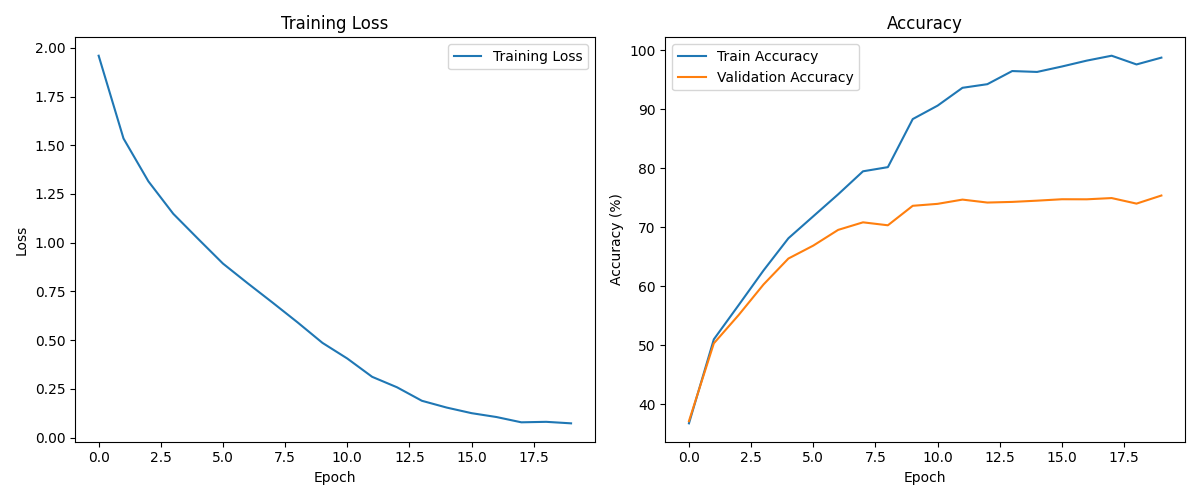 Training Loss
Training Loss
2.00
1.75
1.50
1.25
1.00
0.75
0.50
0.25
0.00
Loss
0.0 2.5 5.0 7.5 10.0 12.5 15.0 17.5
Epoch
Accuracy
Train Accuracy
Validation Accuracy
100
90
80
70
60
50
40
Accuracy (%)
0.0 2.5 5.0 7.5 10.0 12.5 15.0 17.5
Epoch